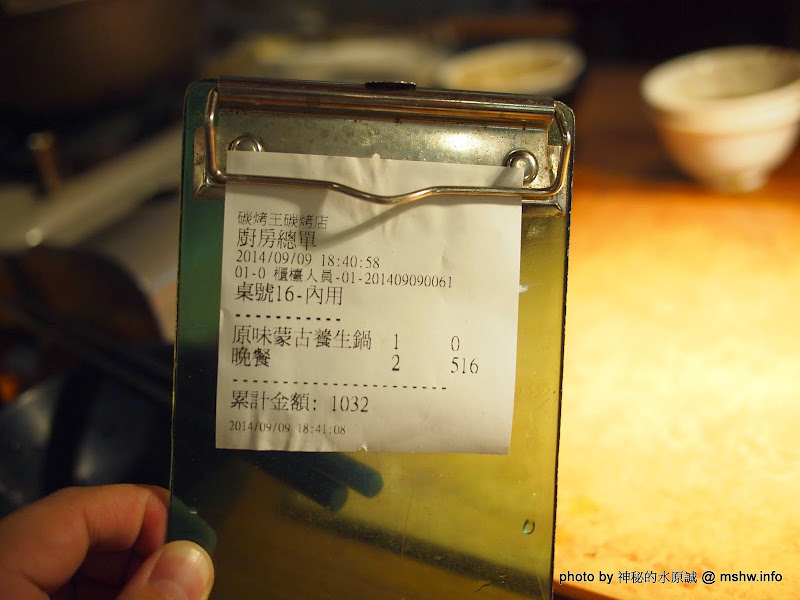 碳烤王碳烤店
廚房總單
2014/09/09 18:40:58
01-0 櫃檯人員-01-201409090061
桌號16-內用
-----------
原味蒙古養生鍋 1 0
晚餐 2 516
----------------------
累計金額: 1032
2014/09/09 18:41:08
photo by 神秘的水原誠 @ mshw.info